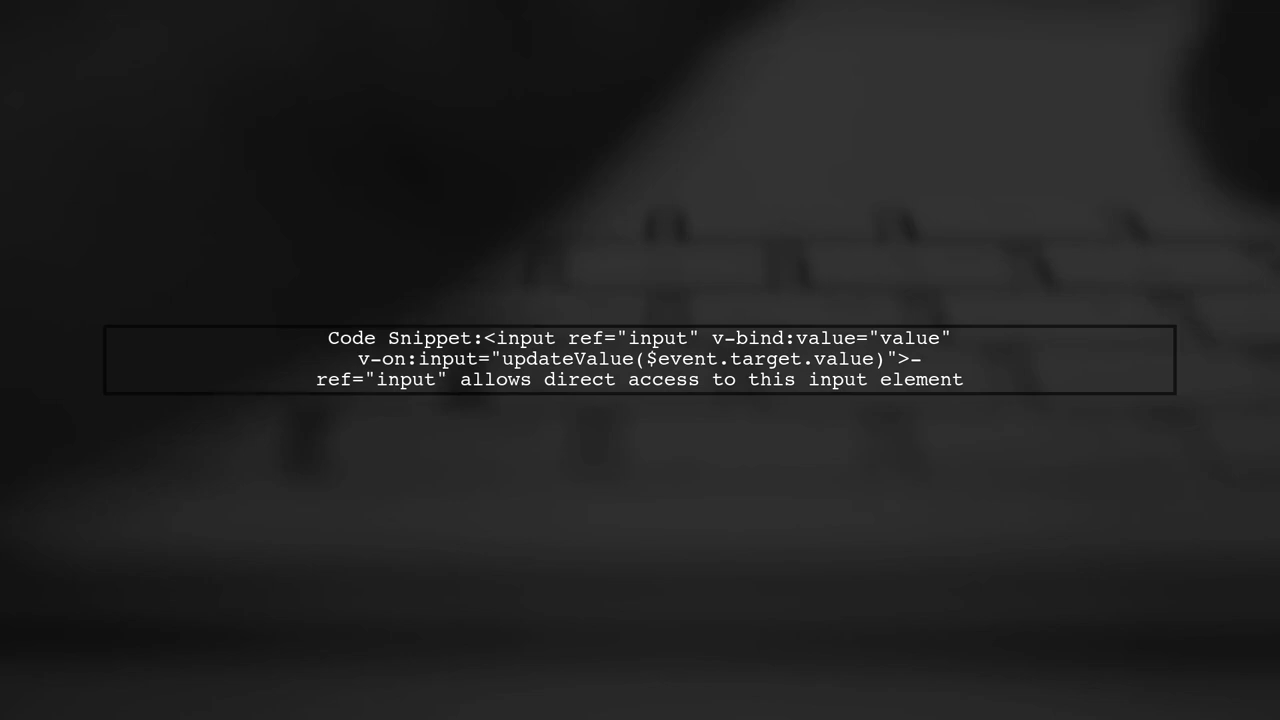 Code Snippet:<input ref="input" v-bind:value="value"
v-on:input="updateValue($event.target.value)">-
ref="input" allows direct access to this input element